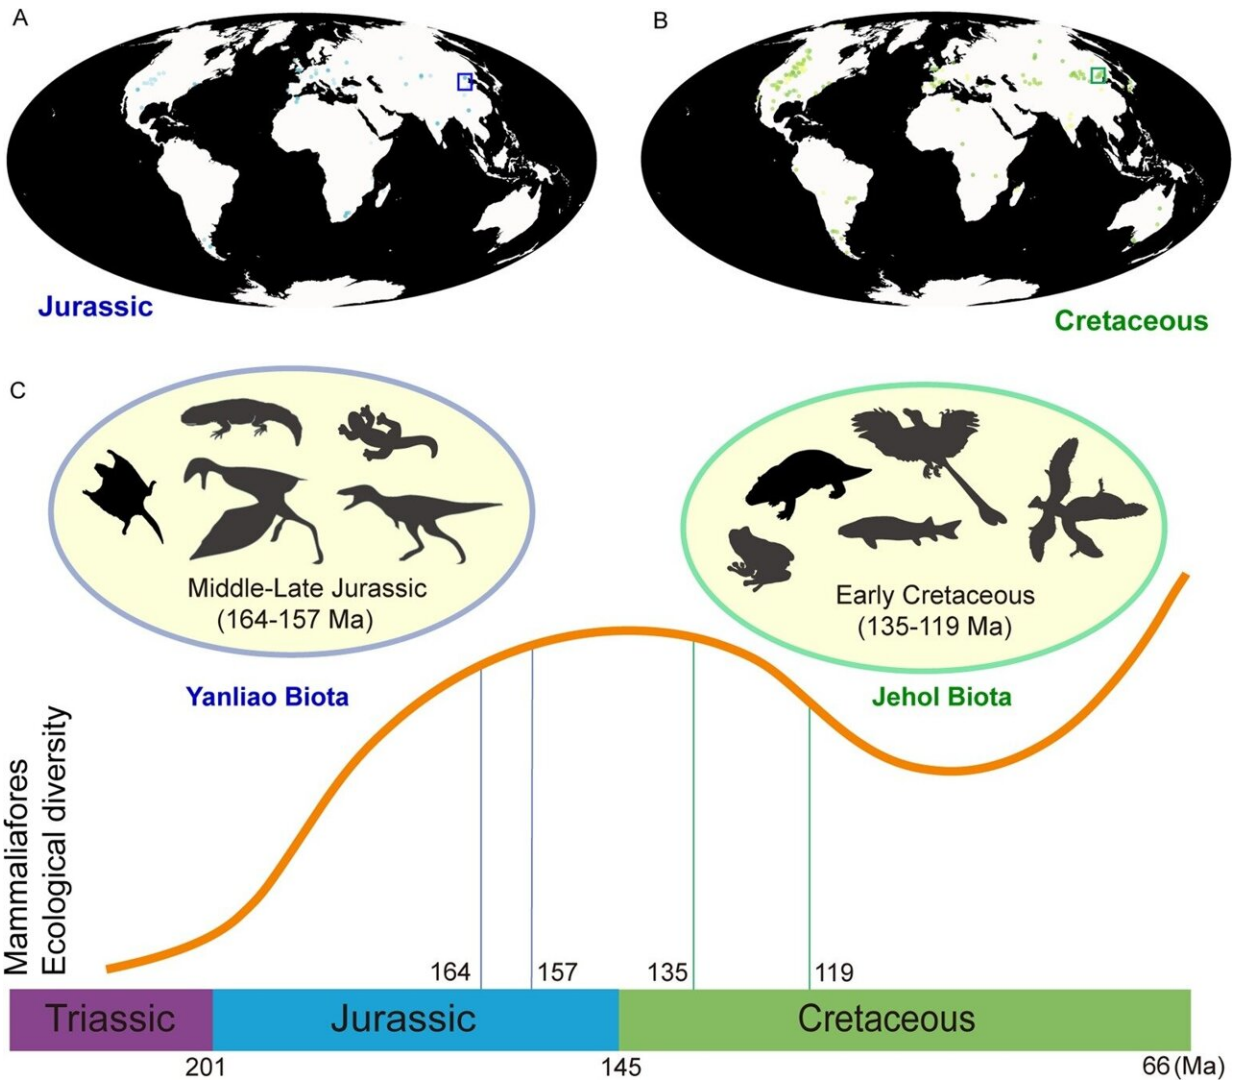 A
B
Jurassic
Cretaceous
C
Middle-Late Jurassic
(164-157 Ma)
Early Cretaceous
(135-119 Ma)
Yanliao Biota
Jehol Biota
Mammaliafores
Ecological diversity
164
157
135
119
Triassic
Jurassic
Cretaceous
201
145
66 (Ma)